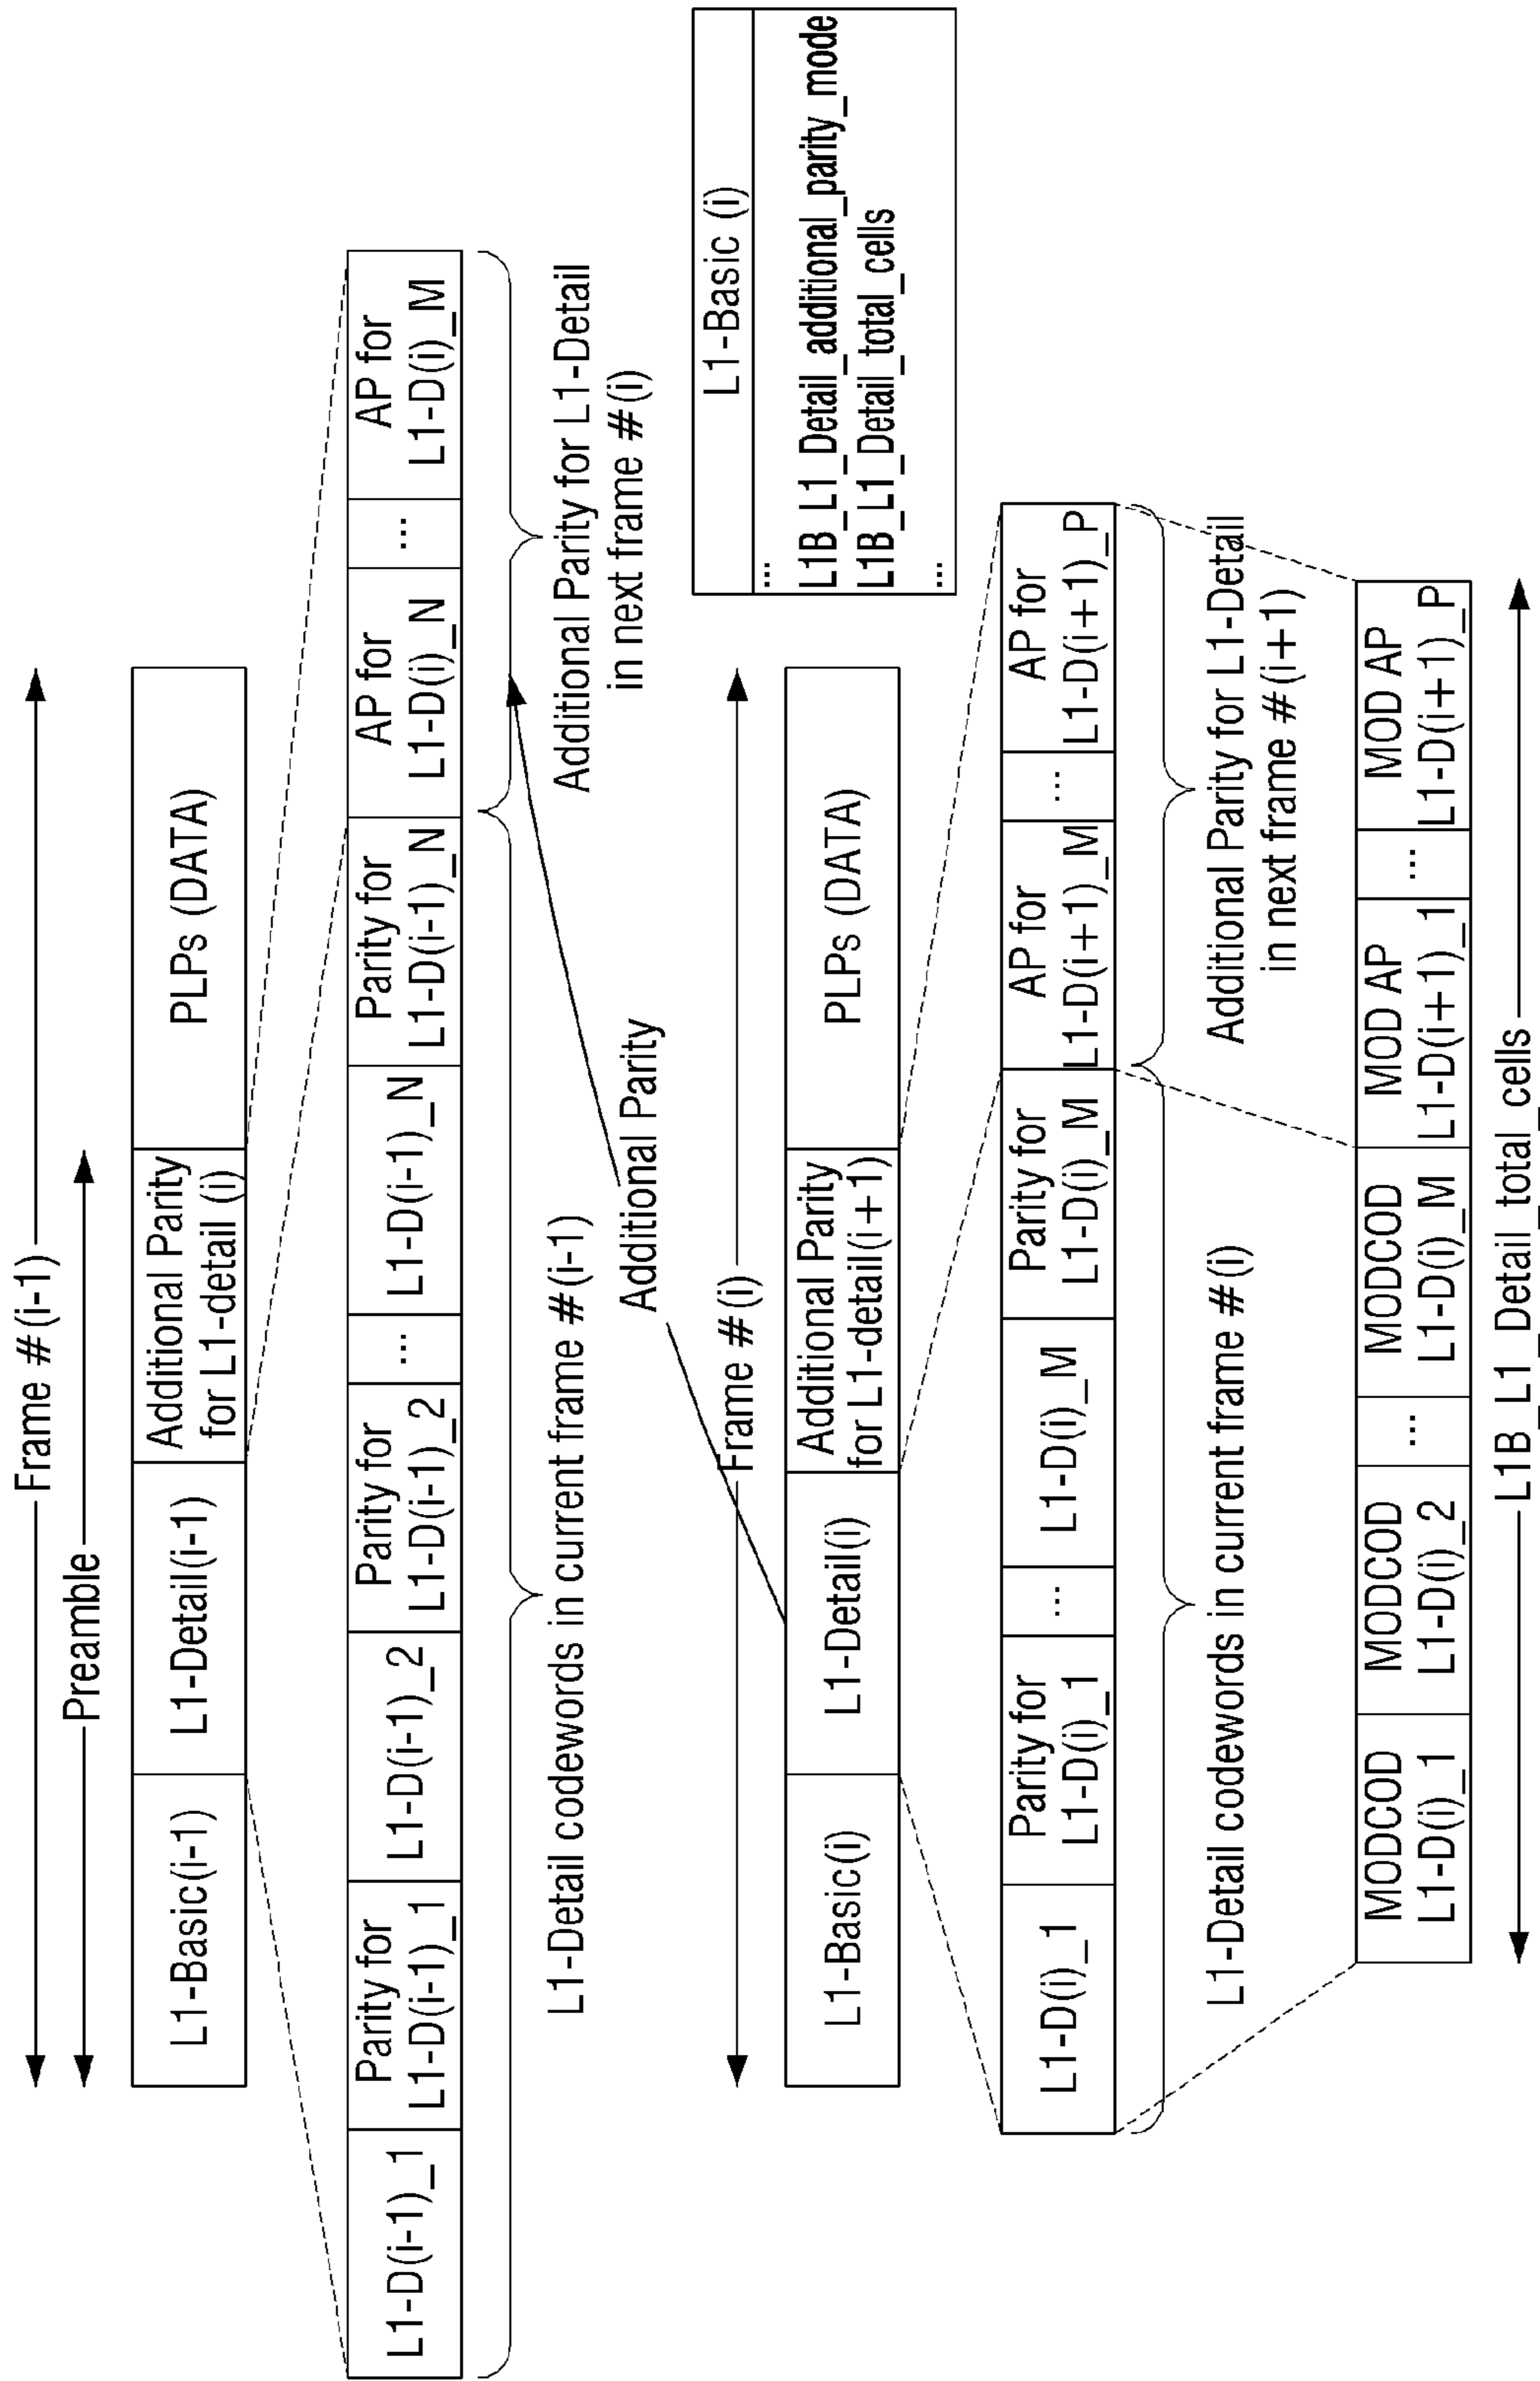 Frame #(i-1)
Preamble
L1-Basic(i-1)
L1-Detail(i-1)
Additional Parity
for L1-detail (i)
PLPs (DATA)
L1-D(i-1)_1
Parity for
L1-D(i-1)_1
L1-D(i-1)_2
Parity for
L1-D(i-1)_2
...
L1-D(i-1)_N
Parity for
L1-D(i-1)_N
AP for
L1-D(i)_N
...
AP for
L1-D(i)_M
L1-Detail codewords in current frame #(i-1)
Additional Parity for L1-Detail
in next frame #(i)
Additional Parity
L1-Basic (i)
...
L1B_L1_Detail_additional_parity_mode
L1B_L1_Detail_total_cells
...
Frame #(i)
L1-Basic(i)
L1-Detail(i)
Additional Parity
for L1-detail(i+1)
PLPs (DATA)
L1-D(i)_1
Parity for
L1-D(i)_1
...
L1-D(i)_M
Parity for
L1-D(i)_M
AP for
L1-D(i+1)_M
...
AP for
L1-D(i+1)_P
L1-Detail codewords in current frame #(i)
Additional Parity for L1-Detail
in next frame #(i+1)
MODCOD
L1-D(i)_1
MODCOD
L1-D(i)_2
...
MODCOD
L1-D(i)_M
MOD AP
L1-D(i+1)_1
...
MOD AP
L1-D(i+1)_P
L1B_L1_Detail_total_cells